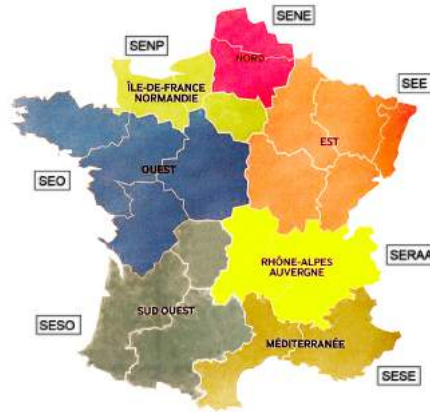 SENE
SENP
NORD
ÎLE-DE-FRANCE
NORMANDIE
SEE
EST
OUEST
SEO
RHÔNE-ALPES
AUVERGNE
SERAA
SESO
SUD OUEST
MÉDITERRANÉE
SESE